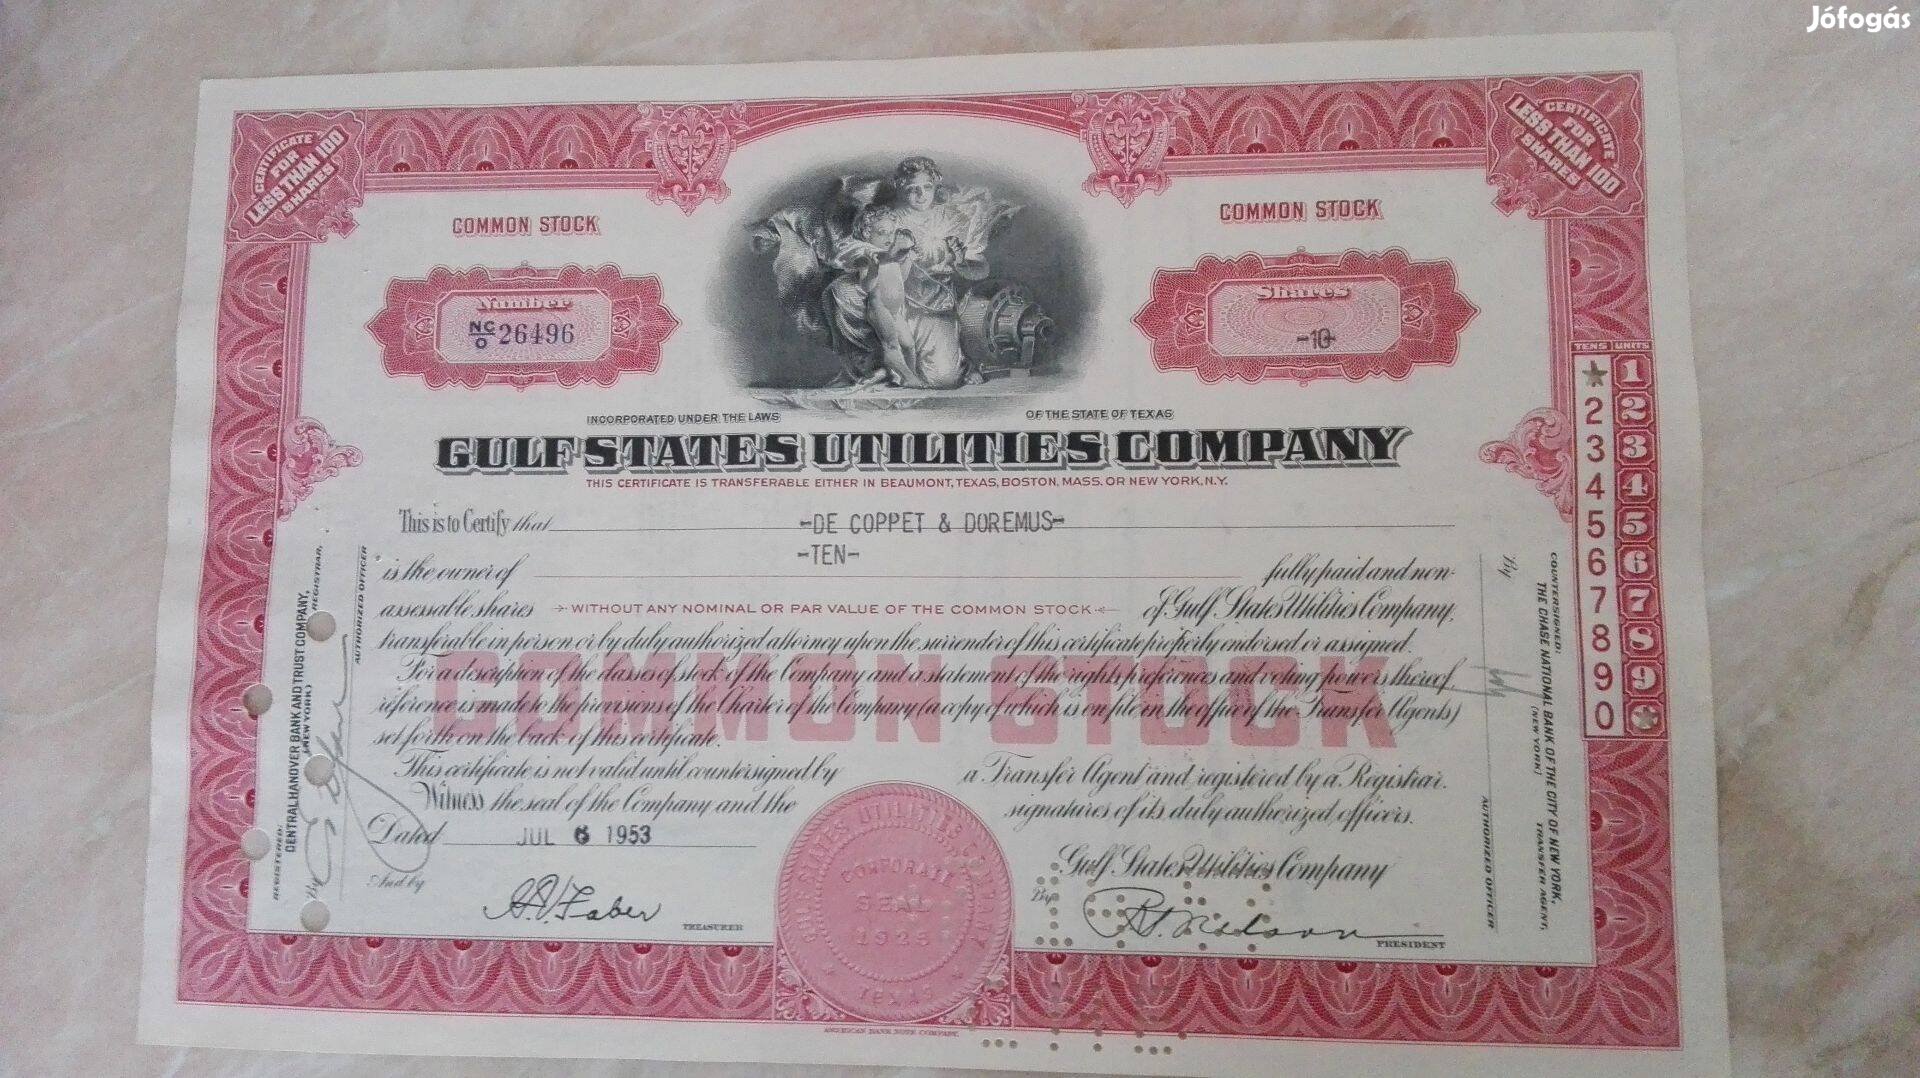 Jófogás
CERTIFICATE
FOR
LESS THAN 100
SHARES
CERTIFICATE
FOR
LESS THAN 100
SHARES
COMMON STOCK
COMMON STOCK
Number
NC/O 26496
Shares
-10-
TENS UNITS
1
2 2
3 3
4 4
5 5
6 6
7 7
8 8
9 9
0
INCORPORATED UNDER THE LAWS OF THE STATE OF TEXAS
GULF STATES UTILITIES COMPANY
THIS CERTIFICATE IS TRANSFERABLE EITHER IN BEAUMONT, TEXAS, BOSTON, MASS. OR NEW YORK, N.Y.
This is to Certify that -DE COPPET & DOREMUS-
-TEN-
is the owner of fully paid and non-
assessable shares WITHOUT ANY NOMINAL OR PAR VALUE OF THE COMMON STOCK of Gulf States Utilities Company,
transferable in person or by duly authorized attorney upon the surrender of this certificate properly endorsed or assigned.
For a description of the classes of stock of the Company and a statement of the rights, preferences and voting powers thereof,
reference is made to the provisions of the Charter of the Company (a copy of which is on file in the office of the Transfer Agents)
set forth on the back of this certificate.
COMMON STOCK
This certificate is not valid until countersigned by a Transfer Agent and registered by a Registrar.
Witness the seal of the Company and the signatures of its duly authorized officers.
Dated JUL 6 1953
Gulf States Utilities Company
And by
A.V. Faber
TREASURER
By
R.S. Nelson
PRESIDENT
GULF STATES UTILITIES COMPANY
CORPORATE
SEAL
1925
TEXAS
REGISTERED:
CENTRAL HANOVER BANK AND TRUST COMPANY,
(NEW YORK)
REGISTRAR,
By
AUTHORIZED OFFICER
COUNTERSIGNED:
THE CHASE NATIONAL BANK OF THE CITY OF NEW YORK,
(NEW YORK)
TRANSFER AGENT,
By
AUTHORIZED OFFICER
AMERICAN BANK NOTE COMPANY.